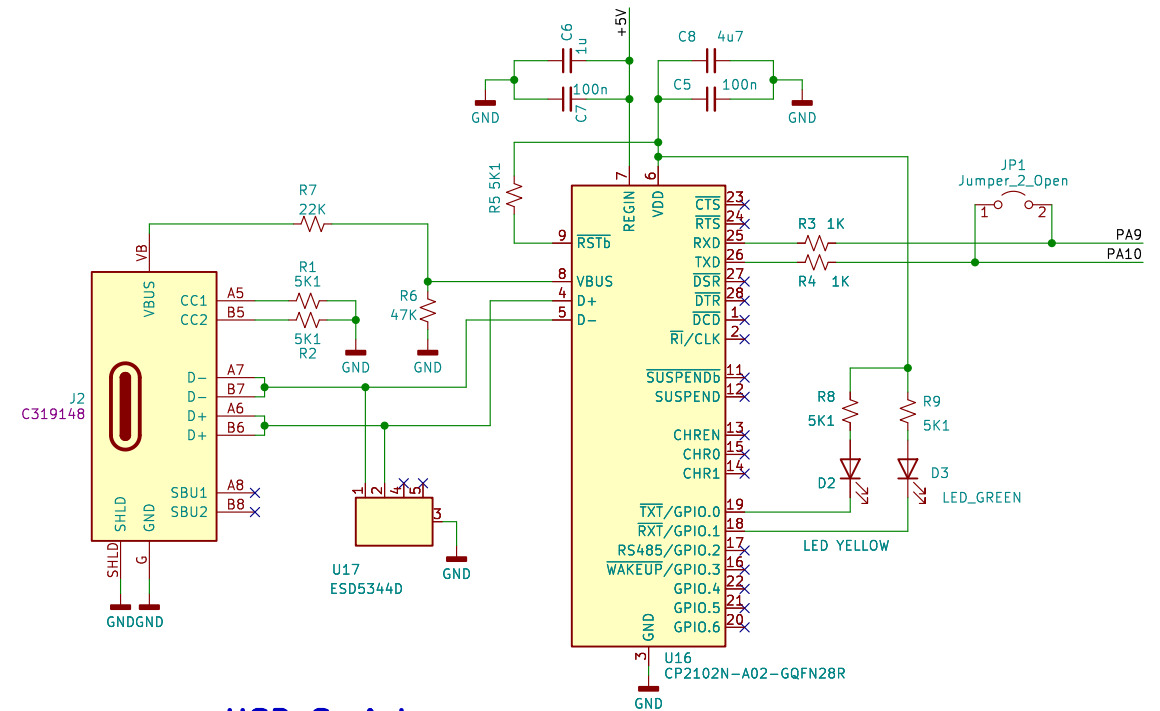 +5V
C6
1u
C8 4u7
100n
C7
C5 100n
GND
GND
R5 5K1
7
6
REGIN
VDD
JP1
Jumper_2_Open
1
2
R7
22K
VB
VBUS
CTS 23
RTS 24
RXD 25
TXD 26
DSR 27
DTR 28
DCD 1
RI/CLK 2
SUSPENDb 11
SUSPEND 12
CHREN 13
CHR0 15
CHR1 14
TXT/GPIO.0 19
RXT/GPIO.1 18
RS485/GPIO.2 17
WAKEUP/GPIO.3 16
GPIO.4 22
GPIO.5 21
GPIO.6 20
9 RSTb
8 VBUS
4 D+
5 D-
GND
3
GND
U16
CP2102N-A02-GQFN28R
R3 1K
R4 1K
PA9
PA10
R1
5K1
5K1
R2
GND
R6
47K
GND
CC1 A5
CC2 B5
D- A7
D- B7
D+ A6
D+ B6
SBU1 A8
SBU2 B8
J2
C319148
SHLD
GND
SHLD
G
GND
GND
1
2
4
5
3
GND
U17
ESD5344D
R8
5K1
R9
5K1
D2
D3
LED_GREEN
LED YELLOW